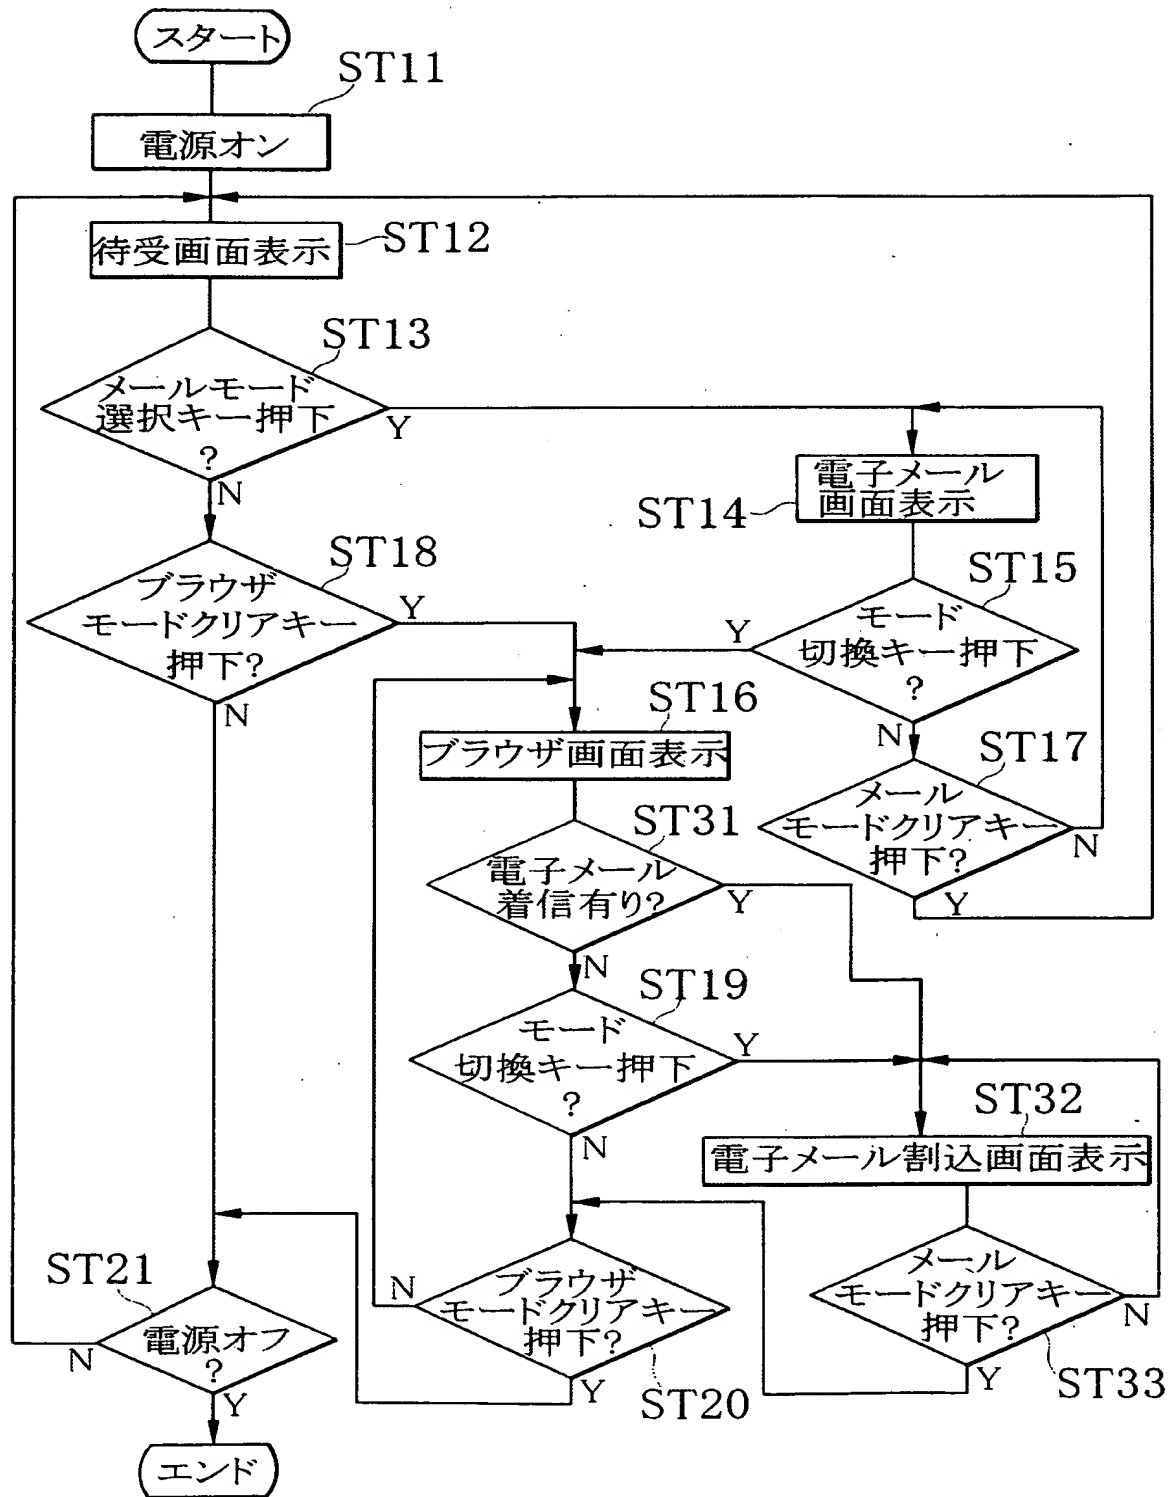 スタート
ST11
電源オン
待受画面表示
ST12
ST13
メールモード
選択キー押下
?
Y
N
電子メール
画面表示
ST14
ST18
ブラウザ
モードクリアキー
押下?
Y
N
ST15
モード
切換キー押下
?
Y
N
ST16
ブラウザ画面表示
ST17
メール
モードクリアキー
押下?
N
Y
ST31
電子メール
着信有り?
Y
N
ST19
モード
切換キー押下
?
Y
N
ST32
電子メール割込画面表示
ST21
電源オフ
?
N
Y
ブラウザ
モードクリアキー
押下?
N
Y
ST20
メール
モードクリアキー
押下?
N
Y
ST33
エンド